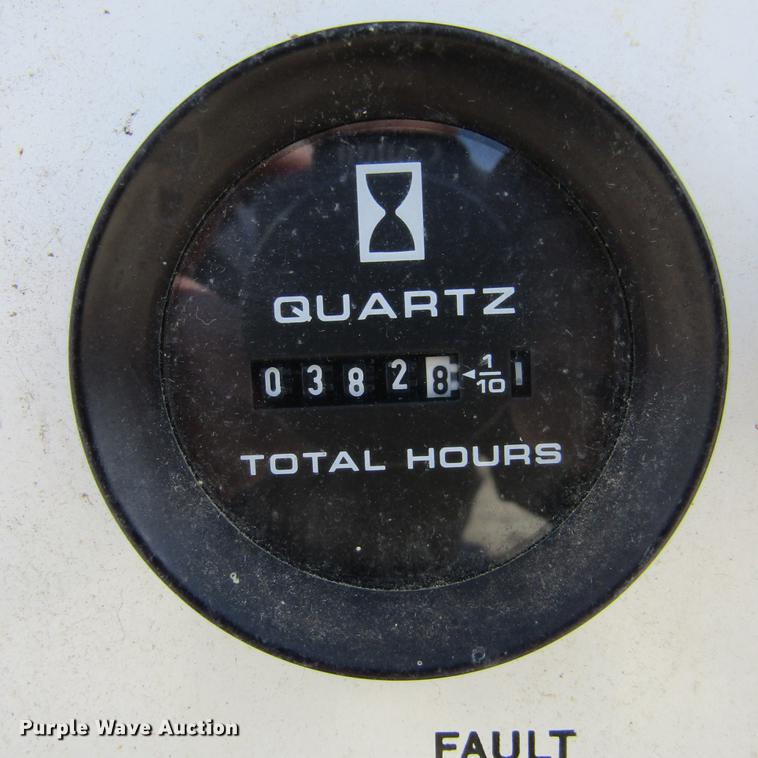 QUARTZ
0 3 8 2 8 ◄ 1/10
TOTAL HOURS
FAULT
Purple Wave Auction